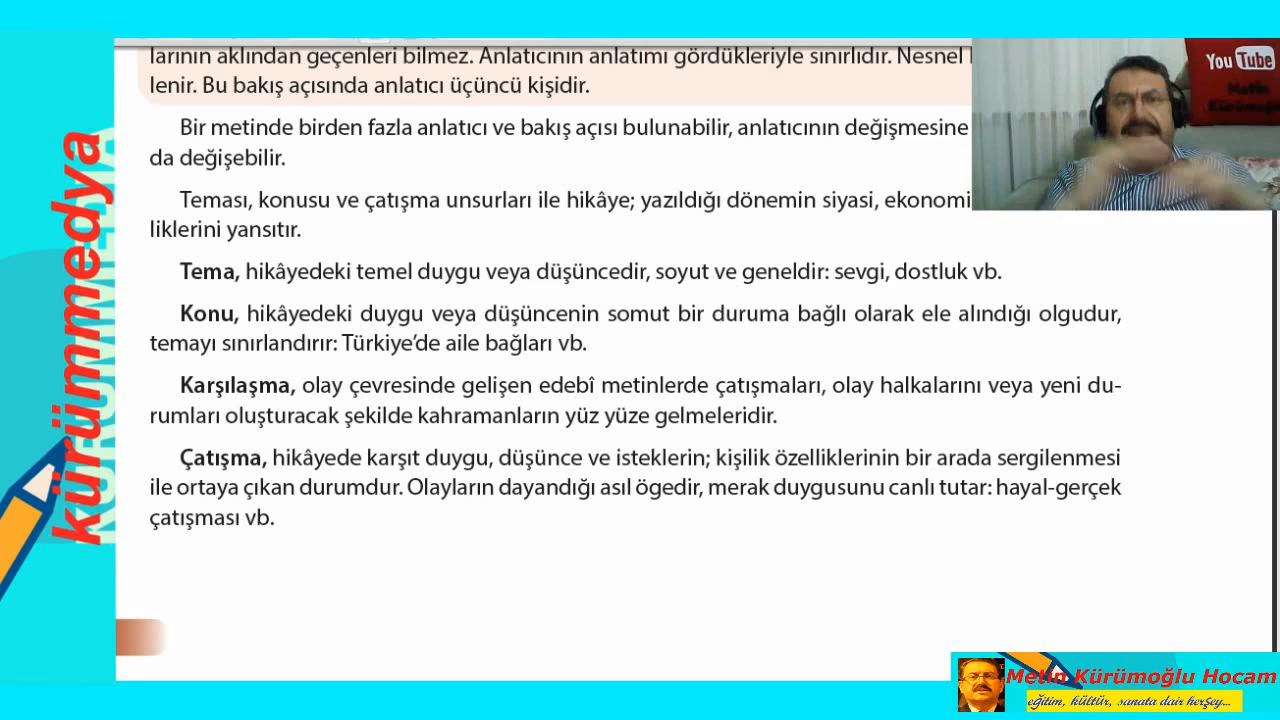 larının aklından geçenleri bilmez. Anlatıcının anlatımı gördükleriyle sınırlıdır. Nesnel
lenir. Bu bakış açısında anlatıcı üçüncü kişidir.
Bir metinde birden fazla anlatıcı ve bakış açısı bulunabilir, anlatıcının değişmesine
da değişebilir.
Teması, konusu ve çatışma unsurları ile hikâye; yazıldığı dönemin siyasi, ekonomi
liklerini yansıtır.
Tema, hikâyedeki temel duygu veya düşüncedir, soyut ve geneldir: sevgi, dostluk vb.
Konu, hikâyedeki duygu veya düşüncenin somut bir duruma bağlı olarak ele alındığı olgudur,
temayı sınırlandırır: Türkiye’de aile bağları vb.
Karşılaşma, olay çevresinde gelişen edebî metinlerde çatışmaları, olay halkalarını veya yeni du-
rumları oluşturacak şekilde kahramanların yüz yüze gelmeleridir.
Çatışma, hikâyede karşıt duygu, düşünce ve isteklerin; kişilik özelliklerinin bir arada sergilenmesi
ile ortaya çıkan durumdur. Olayların dayandığı asıl ögedir, merak duygusunu canlı tutar: hayal-gerçek
çatışması vb.
kürümmedya
You Tube
Metin
Metin Kürümoğlu Hocam
eğitim, kültür, sanata dair herşey...